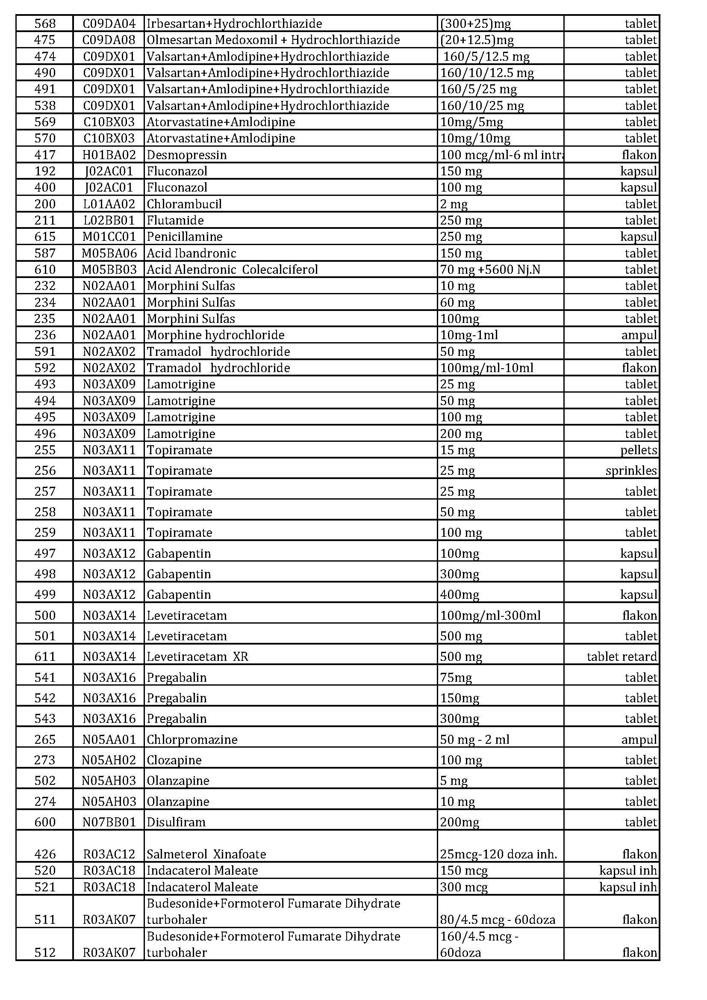 568 C09DA04 Irbesartan+Hydrochlorthiazide (300+25)mg tablet
475 C09DA08 Olmesartan Medoxomil + Hydrochlorthiazide (20+12.5)mg tablet
474 C09DX01 Valsartan+Amlodipine+Hydrochlorthiazide 160/5/12.5 mg tablet
490 C09DX01 Valsartan+Amlodipine+Hydrochlorthiazide 160/10/12.5 mg tablet
491 C09DX01 Valsartan+Amlodipine+Hydrochlorthiazide 160/5/25 mg tablet
538 C09DX01 Valsartan+Amlodipine+Hydrochlorthiazide 160/10/25 mg tablet
569 C10BX03 Atorvastatine+Amlodipine 10mg/5mg tablet
570 C10BX03 Atorvastatine+Amlodipine 10mg/10mg tablet
417 H01BA02 Desmopressin 100 mcg/ml-6 ml intra flakon
192 J02AC01 Fluconazol 150 mg kapsul
400 J02AC01 Fluconazol 100 mg kapsul
200 L01AA02 Chlorambucil 2 mg tablet
211 L02BB01 Flutamide 250 mg tablet
615 M01CC01 Penicillamine 250 mg kapsul
587 M05BA06 Acid Ibandronic 150 mg tablet
610 M05BB03 Acid Alendronic Colecalciferol 70 mg +5600 Nj.N tablet
232 N02AA01 Morphini Sulfas 10 mg tablet
234 N02AA01 Morphini Sulfas 60 mg tablet
235 N02AA01 Morphini Sulfas 100mg tablet
236 N02AA01 Morphine hydrochloride 10mg-1ml ampul
591 N02AX02 Tramadol hydrochloride 50 mg tablet
592 N02AX02 Tramadol hydrochloride 100mg/ml-10ml flakon
493 N03AX09 Lamotrigine 25 mg tablet
494 N03AX09 Lamotrigine 50 mg tablet
495 N03AX09 Lamotrigine 100 mg tablet
496 N03AX09 Lamotrigine 200 mg tablet
255 N03AX11 Topiramate 15 mg pellets
256 N03AX11 Topiramate 25 mg sprinkles
257 N03AX11 Topiramate 25 mg tablet
258 N03AX11 Topiramate 50 mg tablet
259 N03AX11 Topiramate 100 mg tablet
497 N03AX12 Gabapentin 100mg kapsul
498 N03AX12 Gabapentin 300mg kapsul
499 N03AX12 Gabapentin 400mg kapsul
500 N03AX14 Levetiracetam 100mg/ml-300ml flakon
501 N03AX14 Levetiracetam 500 mg tablet
611 N03AX14 Levetiracetam XR 500 mg tablet retard
541 N03AX16 Pregabalin 75mg tablet
542 N03AX16 Pregabalin 150mg tablet
543 N03AX16 Pregabalin 300mg tablet
265 N05AA01 Chlorpromazine 50 mg - 2 ml ampul
273 N05AH02 Clozapine 100 mg tablet
502 N05AH03 Olanzapine 5 mg tablet
274 N05AH03 Olanzapine 10 mg tablet
600 N07BB01 Disulfiram 200mg tablet
426 R03AC12 Salmeterol Xinafoate 25mcg-120 doza inh. flakon
520 R03AC18 Indacaterol Maleate 150 mcg kapsul inh
521 R03AC18 Indacaterol Maleate 300 mcg kapsul inh
Budesonide+Formoterol Fumarate Dihydrate
511 R03AK07 turbohaler 80/4.5 mcg - 60doza flakon
Budesonide+Formoterol Fumarate Dihydrate 160/4.5 mcg -
512 R03AK07 turbohaler 60doza flakon